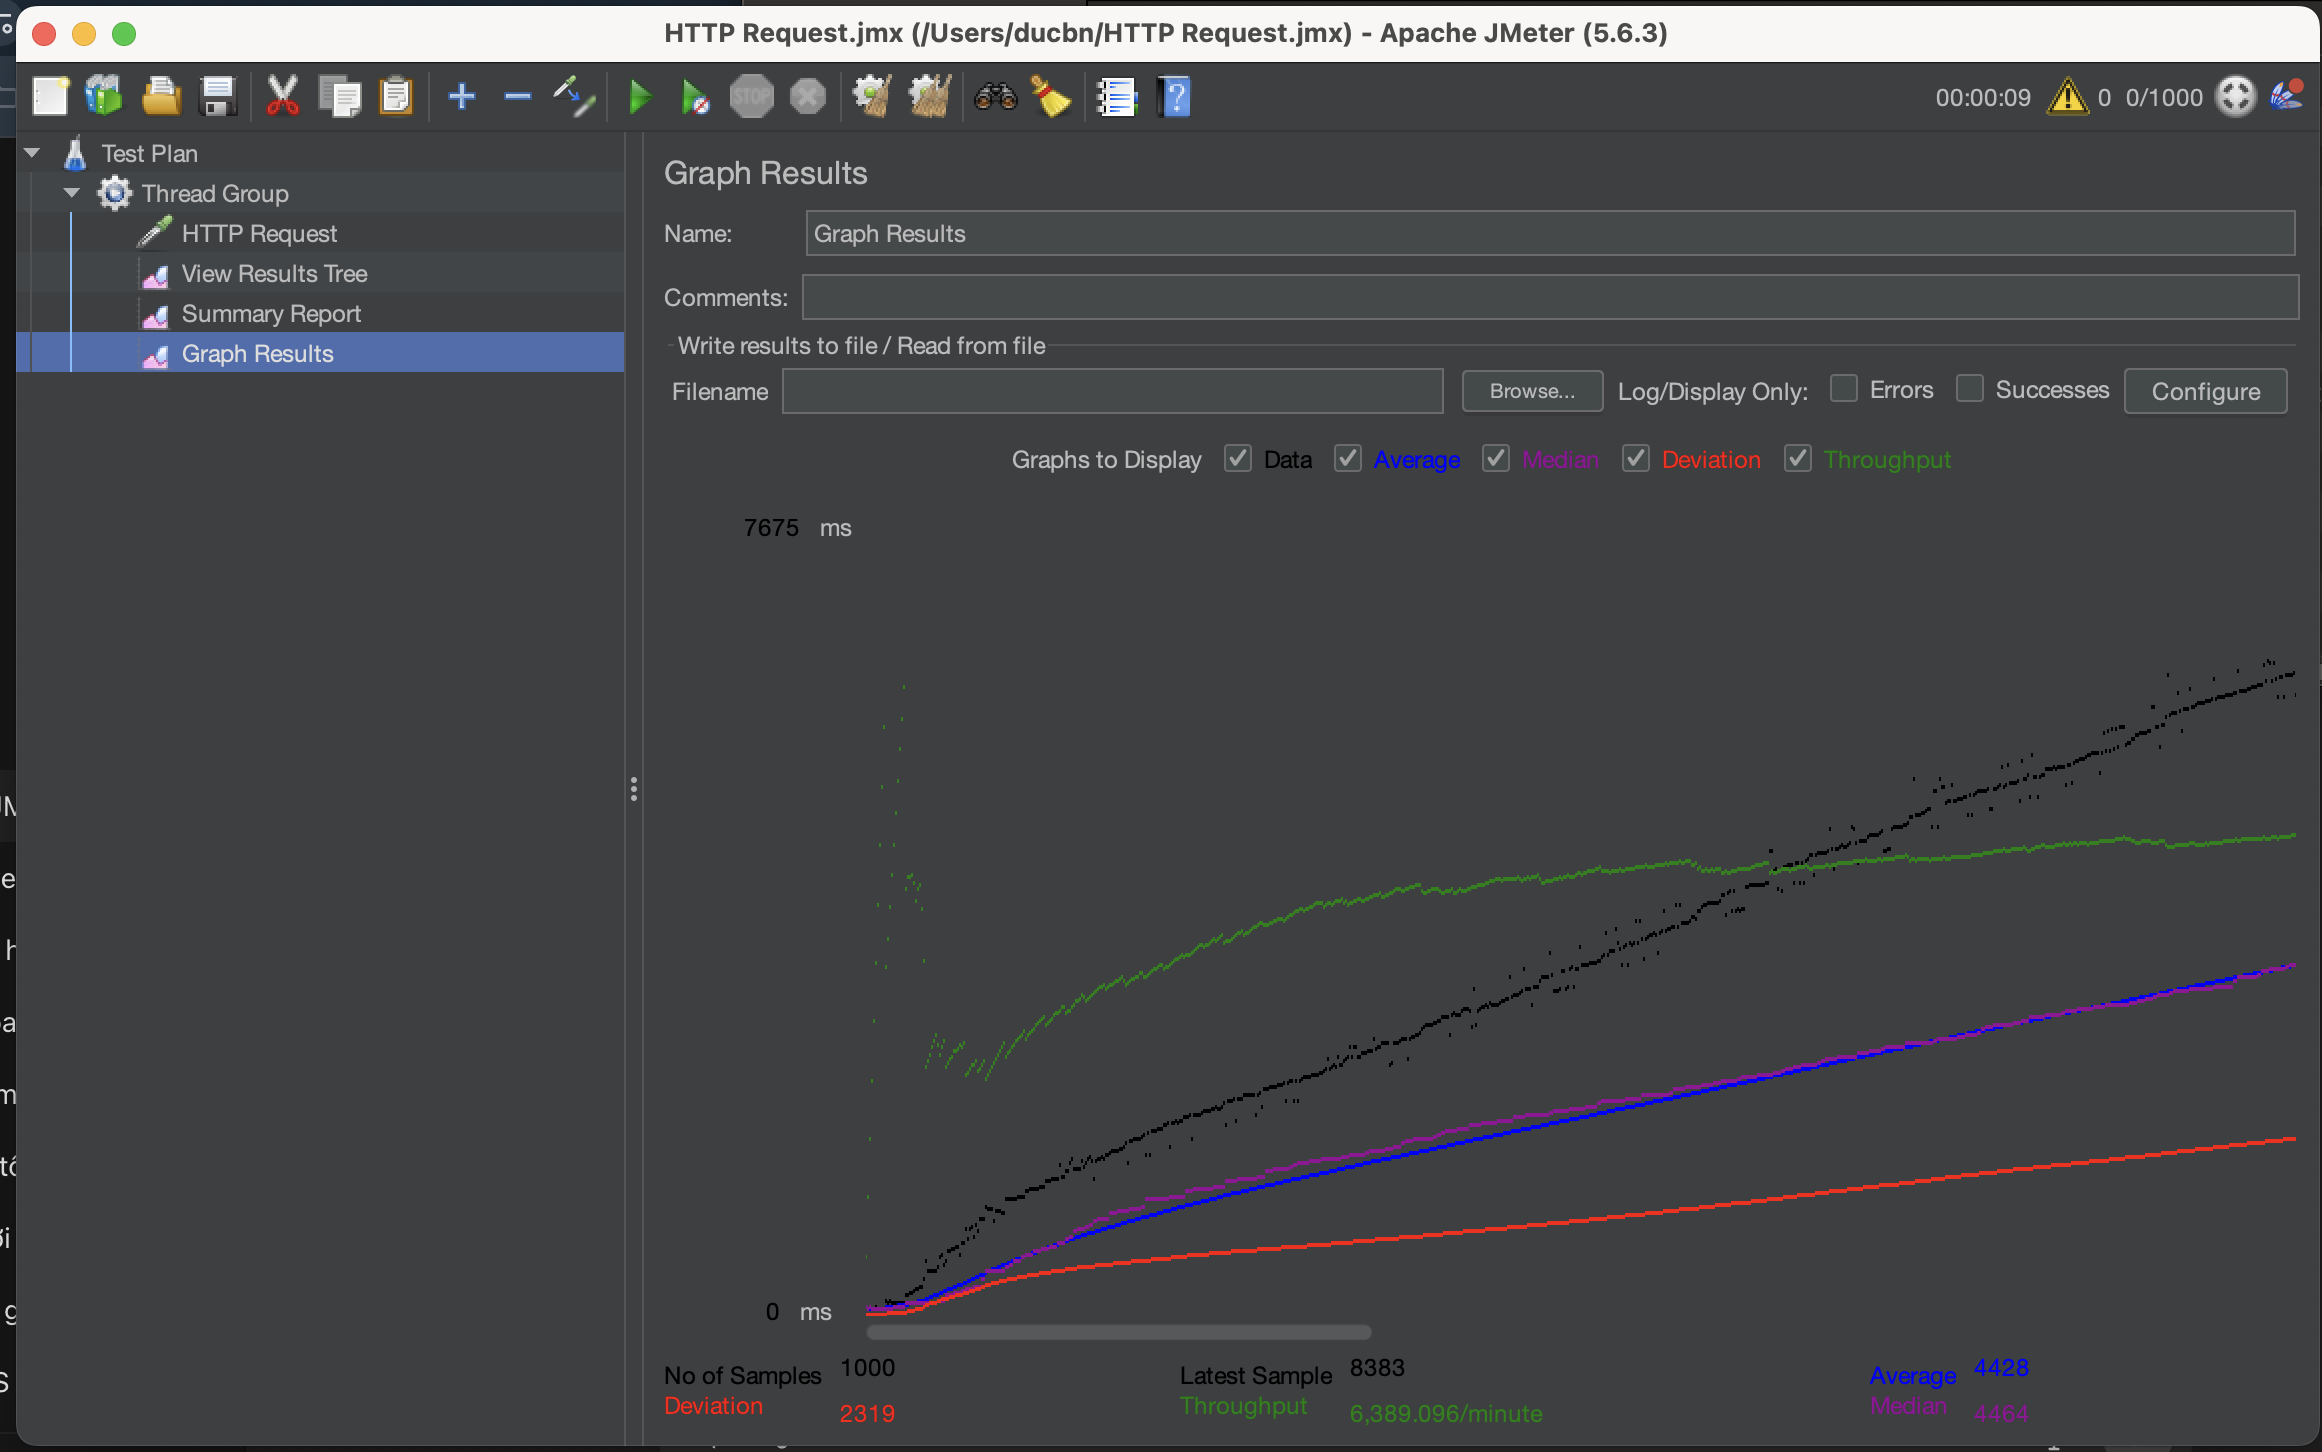 HTTP Request.jmx (/Users/ducbn/HTTP Request.jmx) - Apache JMeter (5.6.3)
STOP
00:00:09 0 0/1000
Test Plan
Thread Group
HTTP Request
View Results Tree
Summary Report
Graph Results
Graph Results
Name: Graph Results
Comments:
Write results to file / Read from file
Filename Browse... Log/Display Only: Errors Successes Configure
Graphs to Display Data Average Median Deviation Throughput
7675 ms
0 ms
No of Samples 1000 Latest Sample 8383 Average 4428
Deviation 2319 Throughput 6,389.096/minute Median 4464